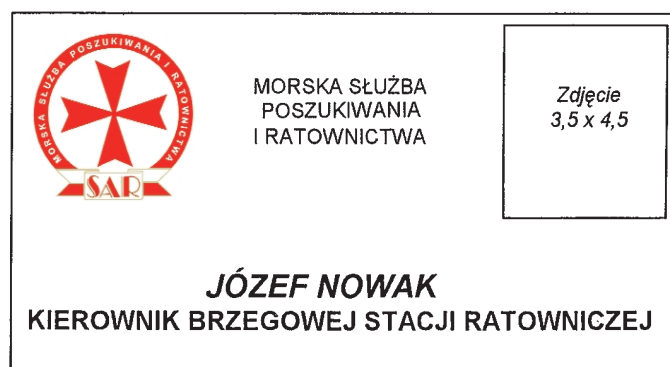 MORSKA SŁUŻBA POSZUKIWANIA I RATOWNICTWA
SAR
MORSKA SŁUŻBA
POSZUKIWANIA
I RATOWNICTWA
Zdjęcie
3,5 x 4,5
JÓZEF NOWAK
KIEROWNIK BRZEGOWEJ STACJI RATOWNICZEJ